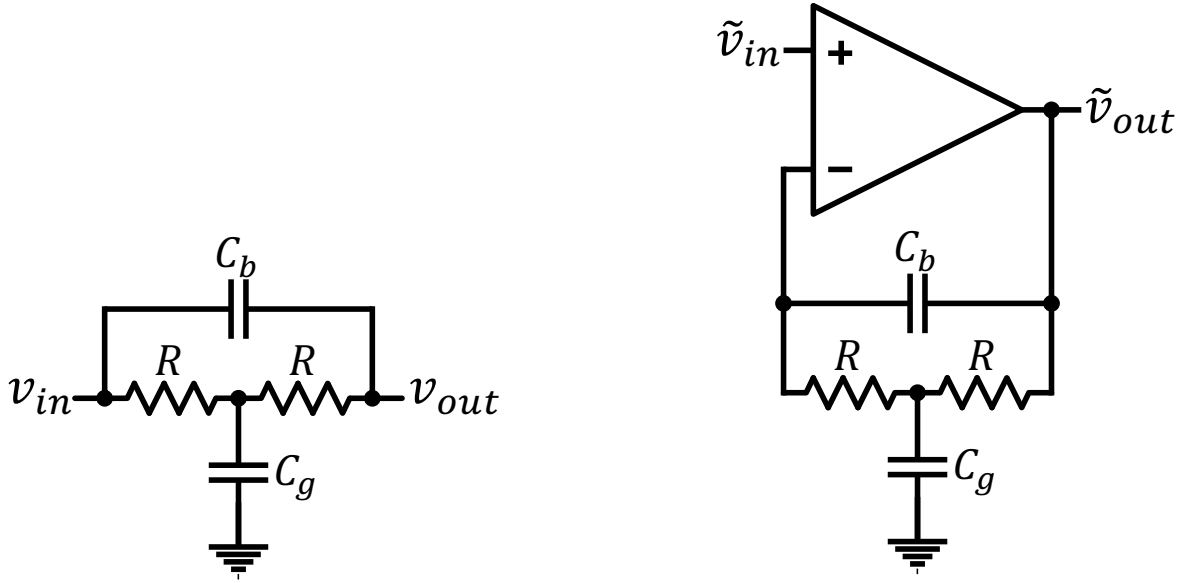 ṽ_in
+
ṽ_out
−
C_b
R R
v_in
v_out
C_g
C_b
R R
C_g